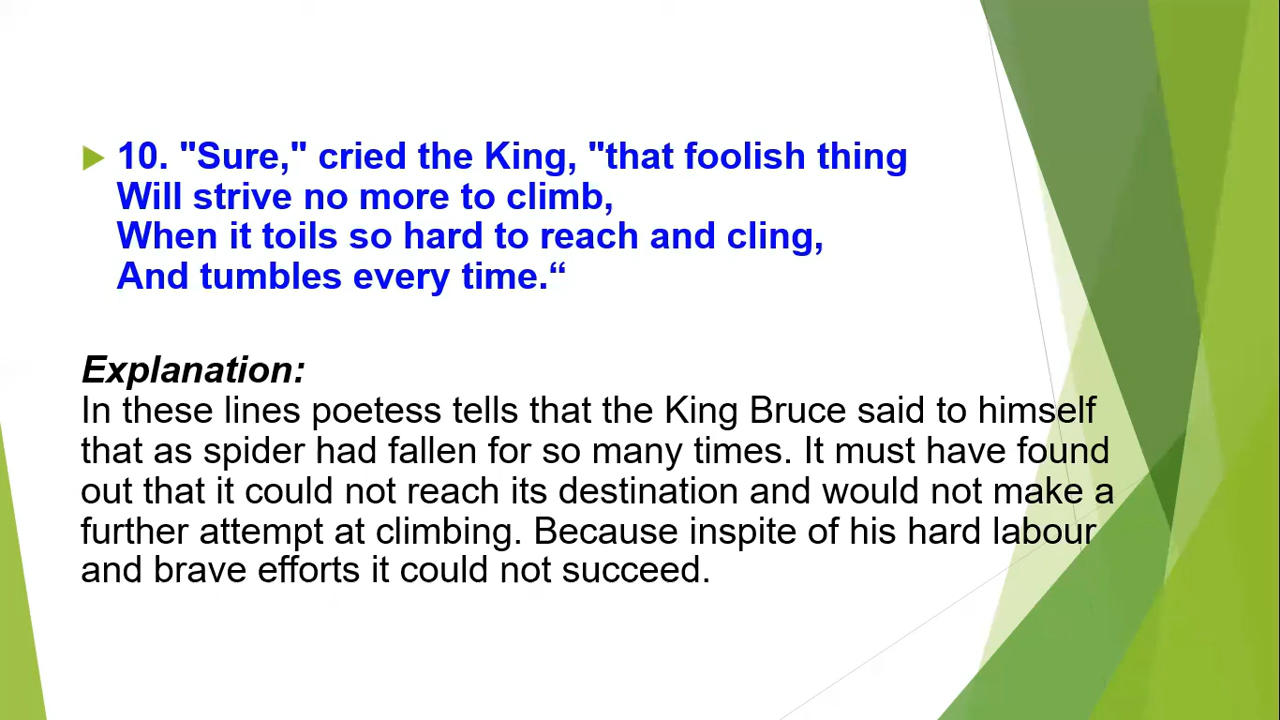 10. "Sure," cried the King, "that foolish thing
Will strive no more to climb,
When it toils so hard to reach and cling,
And tumbles every time.“
Explanation:
In these lines poetess tells that the King Bruce said to himself
that as spider had fallen for so many times. It must have found
out that it could not reach its destination and would not make a
further attempt at climbing. Because inspite of his hard labour
and brave efforts it could not succeed.